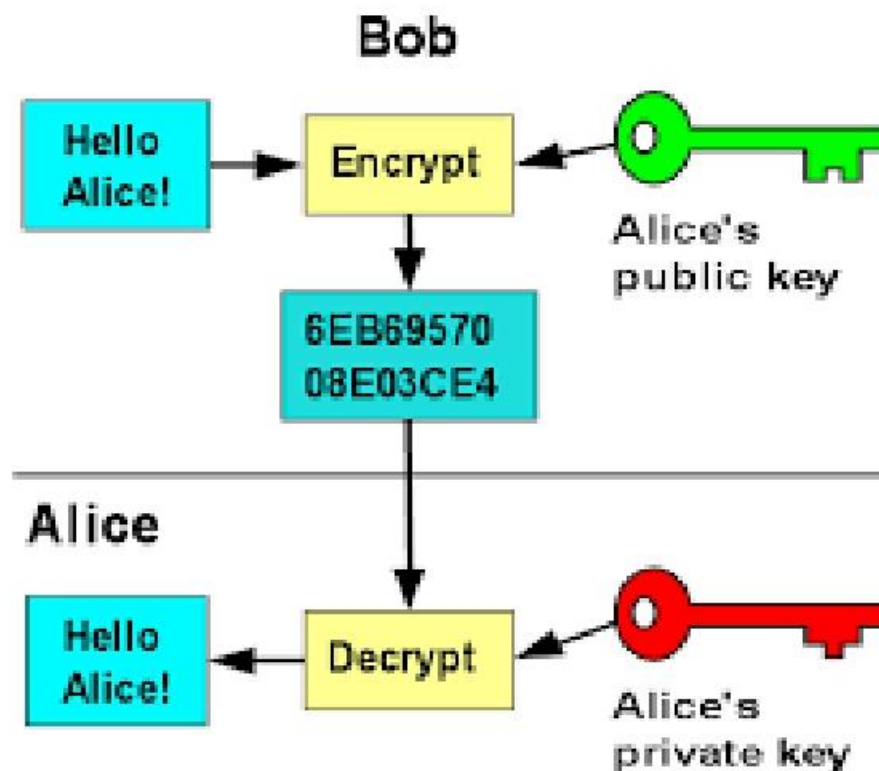 Bob
Hello
Alice!
Encrypt
Alice's
public key
6EB69570
08E03CE4
Alice
Hello
Alice!
Decrypt
Alice's
private key